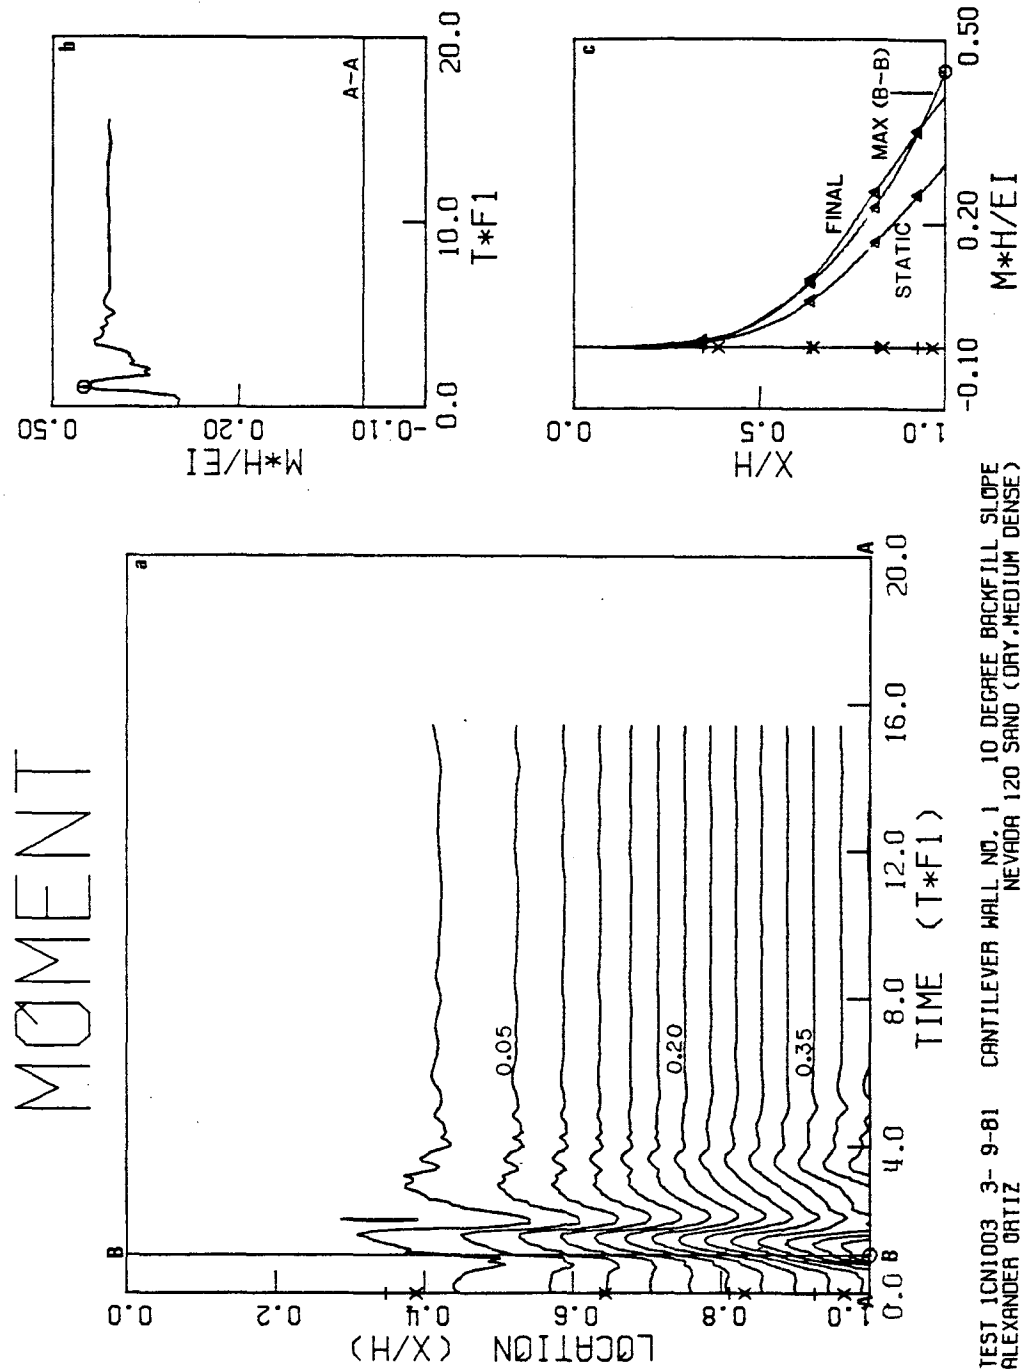 MOMENT
a
B
B
A
A
0.0
0.2
0.4
0.6
0.8
1.0
LOCATION
(X/H)
0.05
0.20
0.35
0.0
4.0
8.0
12.0
16.0
20.0
TIME (T*F1)
b
0.50
0.20
-0.10
M*H/EI
A-A
0.0
10.0
20.0
T*F1
c
0.0
0.5
1.0
X/H
FINAL
MAX (B-B)
STATIC
-0.10
0.20
0.50
M*H/EI
TEST 1CN1003 3- 9-81 CANTILEVER WALL NO. 1 10 DEGREE BACKFILL SLOPE
ALEXANDER ORTIZ NEVADA 120 SAND (DRY,MEDIUM DENSE)